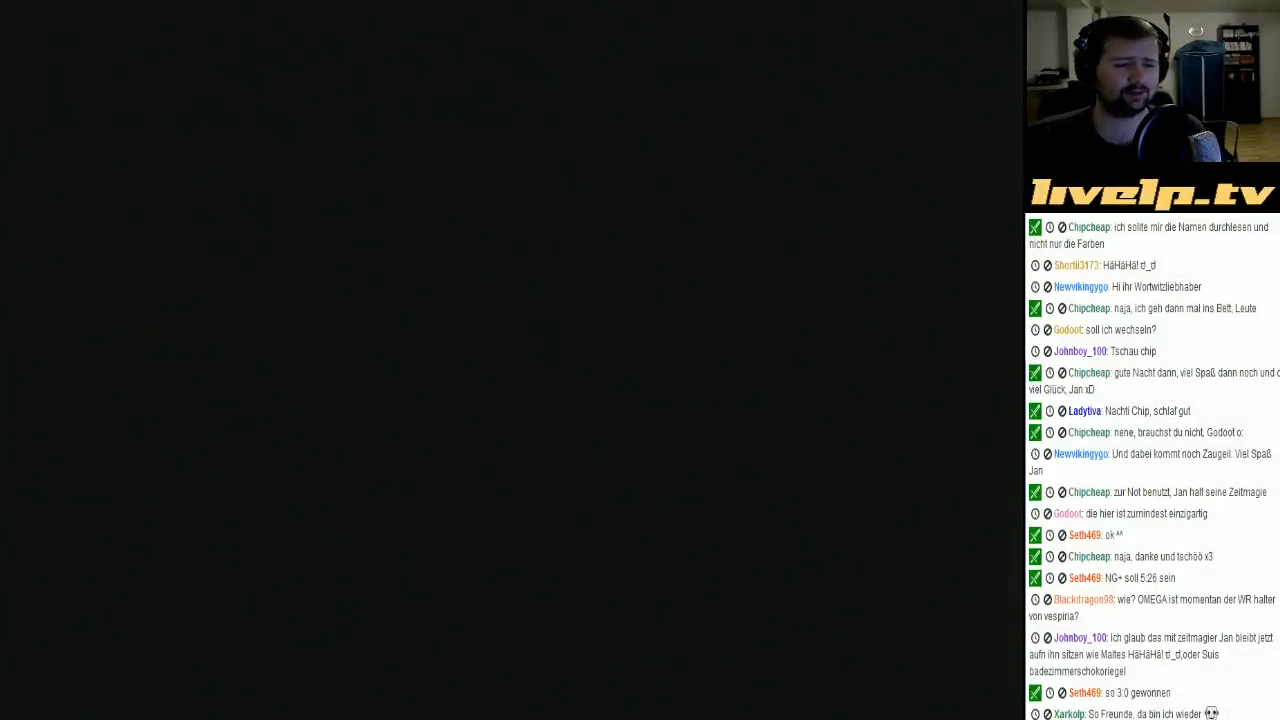 livelp.tv
Chipcheap: ich sollte mir die Namen durchlesen und
nicht nur die Farben
Shortii3173: HäHäHä! ಠ_ಠ
Newvikingygo: Hi ihr Wortwitzliebhaber
Chipcheap: naja, ich geh dann mal ins Bett, Leute
Godoot: soll ich wechseln?
Johnboy_100: Tschau chip
Chipcheap: gute Nacht dann, viel Spaß dann noch und
viel Glück, Jan xD
Ladytiva: Nachti Chip, schlaf gut
Chipcheap: nene, brauchst du nicht, Godoot o:
Newvikingygo: Und dabei kommt noch Zaugeil. Viel Spaß
Jan
Chipcheap: zur Not benutzt, Jan halt seine Zeitmagie
Godoot: die hier ist zumindest einzigartig
Seth469: ok ^^
Chipcheap: naja, danke und tschöö x3
Seth469: NG+ soll 5:26 sein
Blackdragon98: wie? OMEGA ist momentan der WR halter
von vespiria?
Johnboy_100: Ich glaub das mit zeitmagier Jan bleibt jetzt
aufn ihn sitzen wie Maltes HäHäHä! ಠ_ಠ,oder Suis
badezimmerschokoriegel
Seth469: so 3:0 gewonnen
Xarkolp: So Freunde, da bin ich wieder